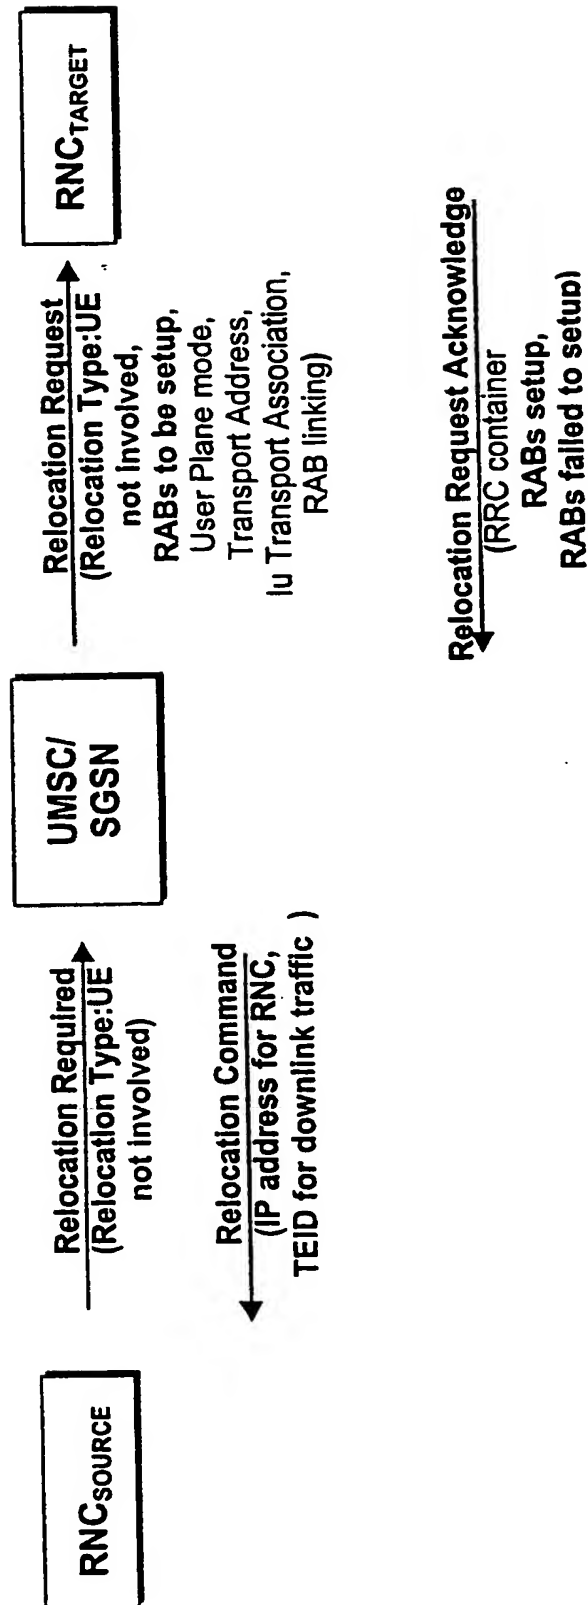 RNCSOURCE
Relocation Required
(Relocation Type:UE
not involved)
Relocation Command
(IP address for RNC,
TEID for downlink traffic )
UMSC/
SGSN
Relocation Request
(Relocation Type:UE
not involved,
RABs to be setup,
User Plane mode,
Transport Address,
Iu Transport Association,
RAB linking)
Relocation Request Acknowledge
(RRC container
RABs setup,
RABs failed to setup)
RNCTARGET